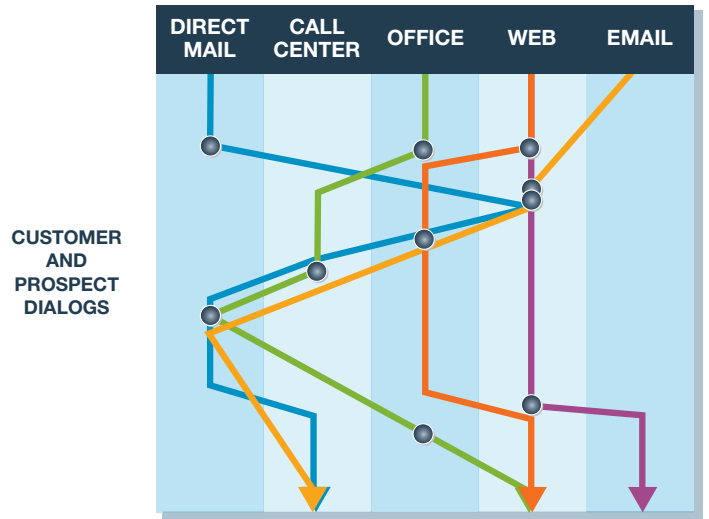 DIRECT
MAIL
CALL
CENTER
OFFICE
WEB
EMAIL
CUSTOMER
AND
PROSPECT
DIALOGS